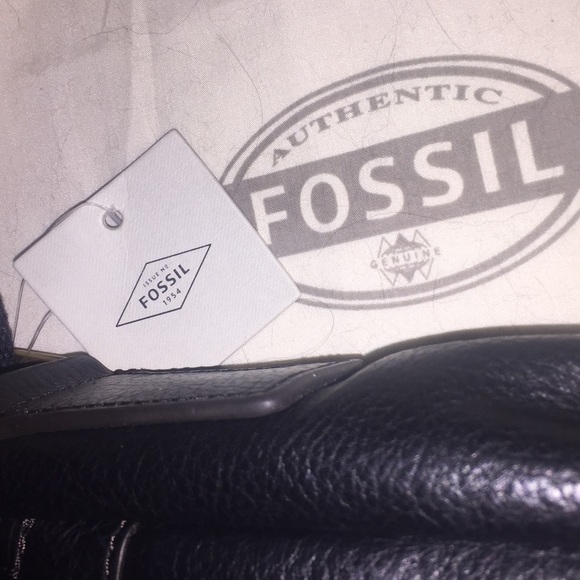 AUTHENTIC
FOSSIL
GENUINE
ISSUE NO.
FOSSIL
1954